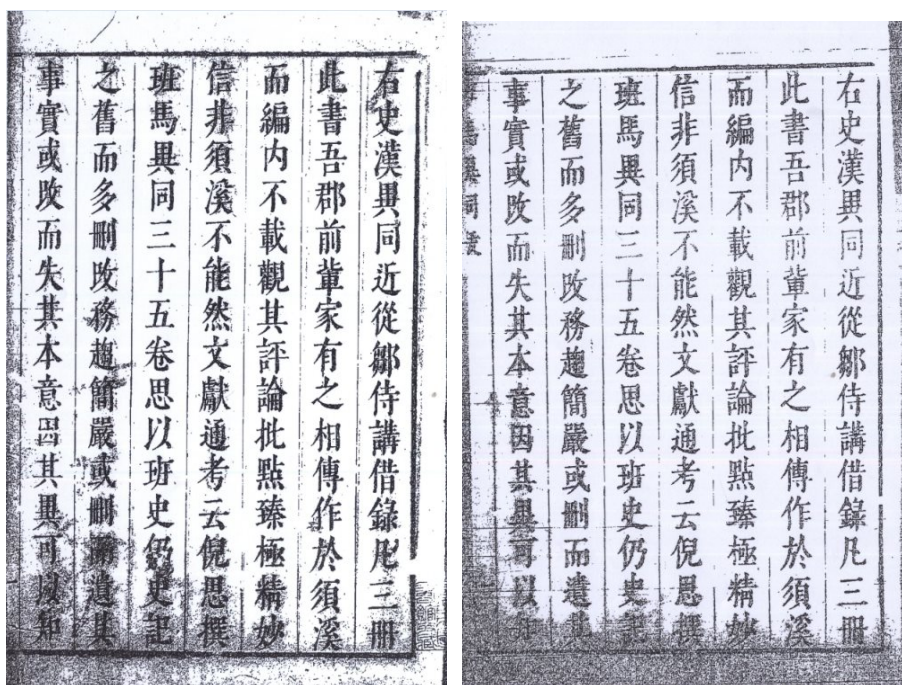 右史漢異同近從鄒侍講借錄凡三冊
此書吾郡前軰家有之相傳作於須溪
而編内不載觀其評論批點臻極精妙
信非須溪不能然文獻通考云倪思撰
班馬異同三十五卷思以班史仍史記
之舊而多刪改務趨簡嚴或刪而遺其
事實或改而失其本意因其異可以知
右史漢異同近從鄒侍講借錄凡三冊
此書吾郡前軰家有之相傳作於須溪
而編内不載觀其評論批點臻極精妙
信非須溪不能然文獻通考云倪思撰
班馬異同三十五卷思以班史仍史記
之舊而多刪改務趨簡嚴或刪而遺其
事實或改而失其本意因其異可以知
馬異同